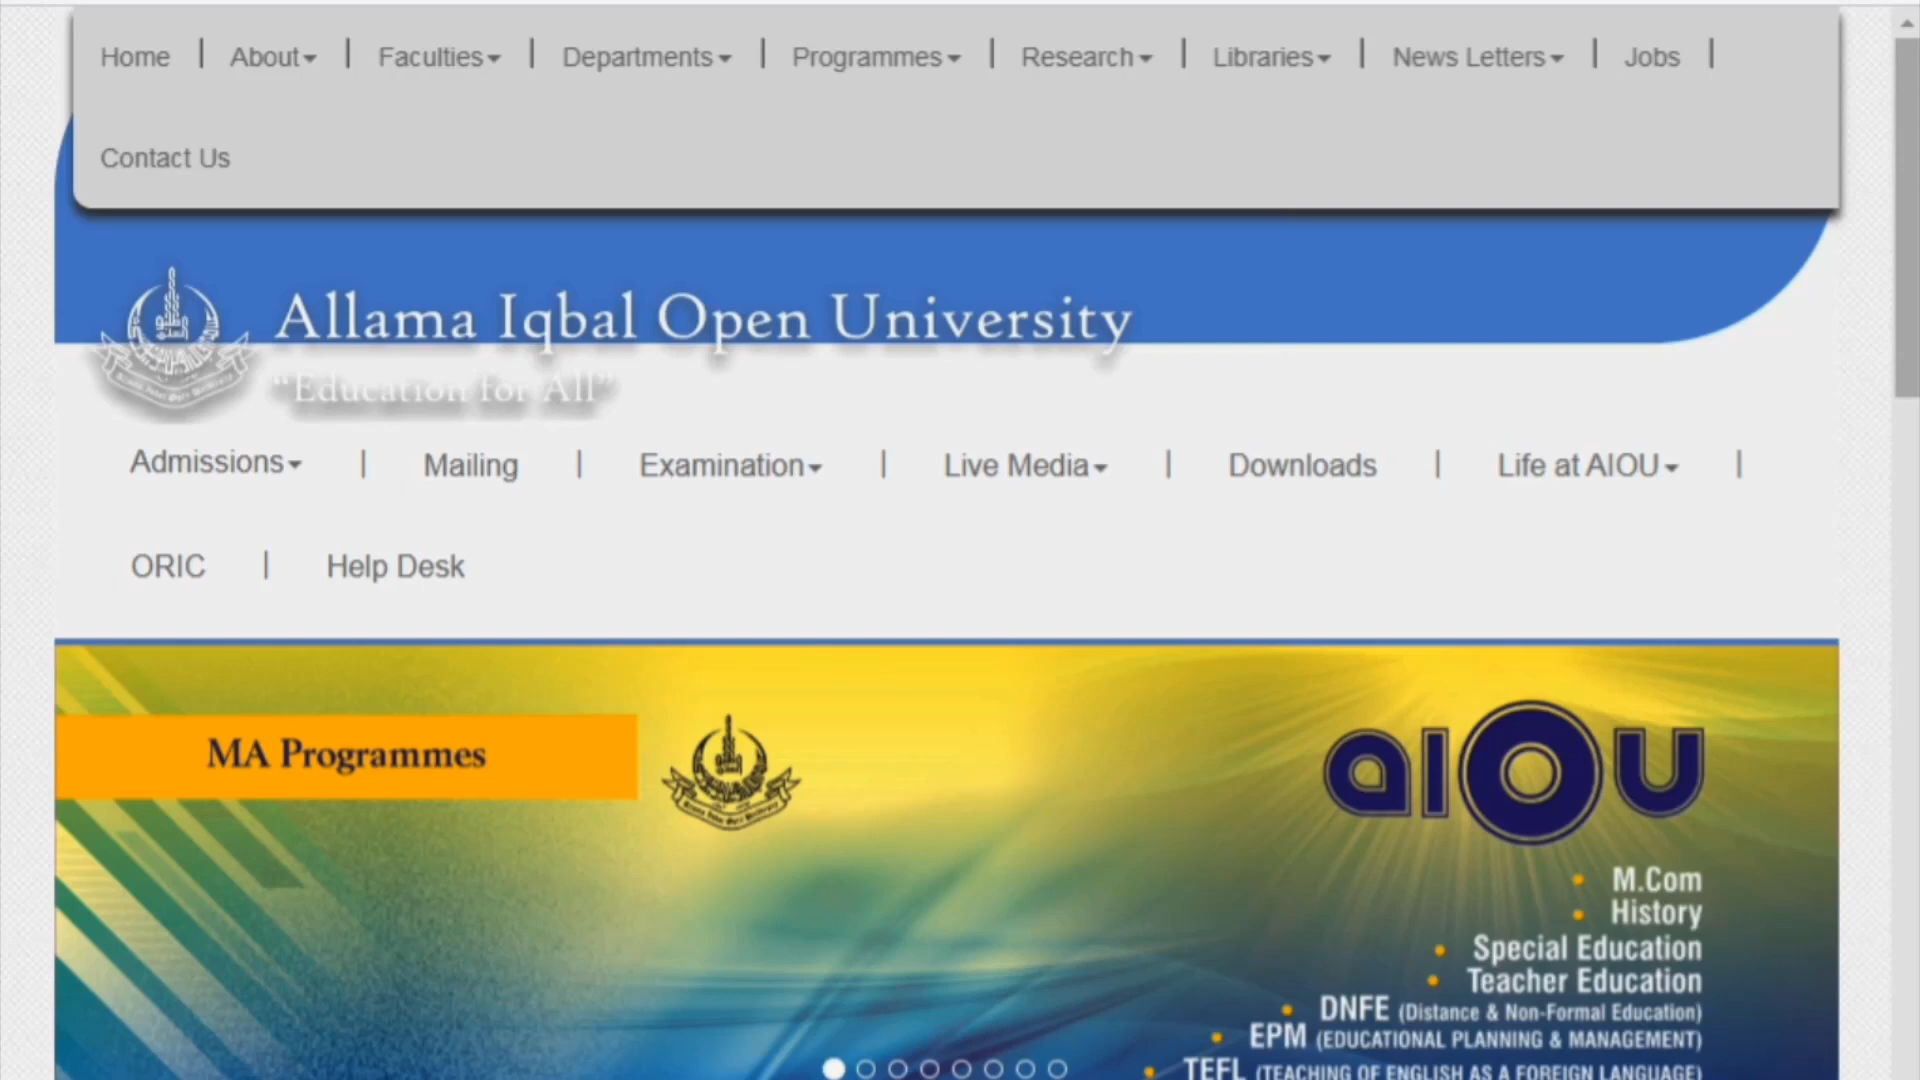 Home | About | Faculties | Departments | Programmes | Research | Libraries | News Letters | Jobs |
Contact Us
Allama Iqbal Open University
"Education for All"
Admissions | Mailing | Examination | Live Media | Downloads | Life at AIOU |
ORIC | Help Desk
MA Programmes
AIOU
• M.Com
• History
• Special Education
• Teacher Education
• DNFE (Distance & Non-Formal Education)
• EPM (EDUCATIONAL PLANNING & MANAGEMENT)
• TEFL (TEACHING OF ENGLISH AS A FOREIGN LANGUAGE)